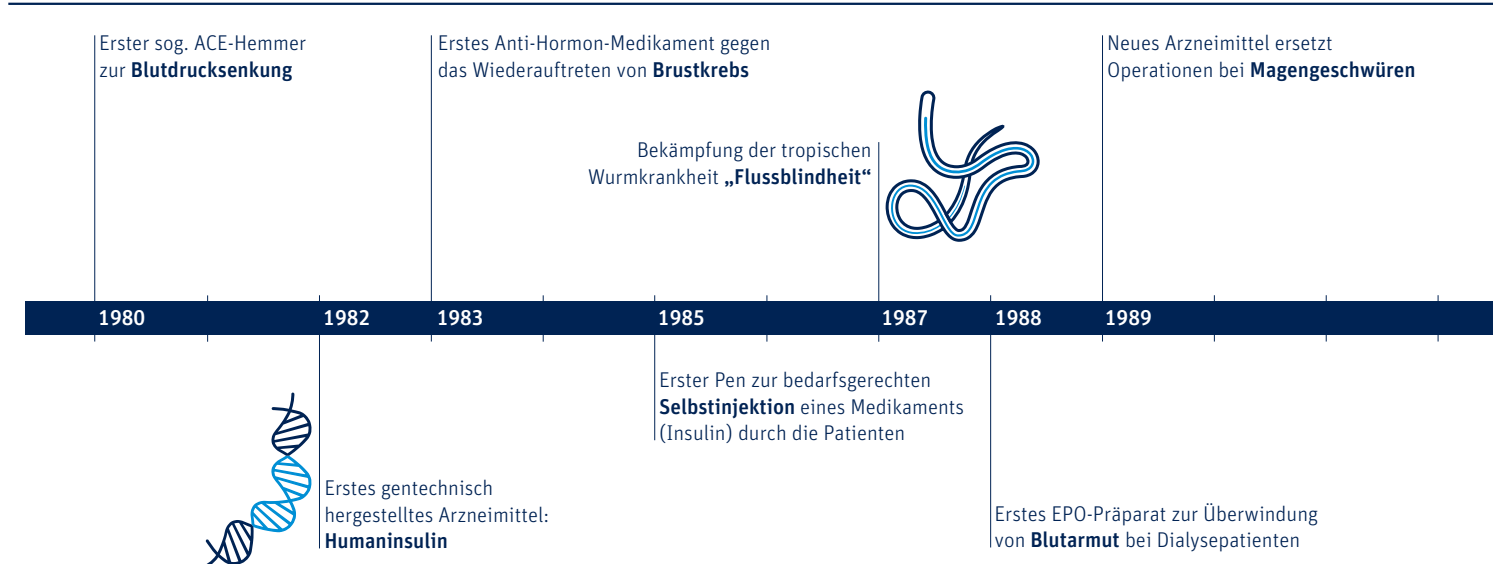 Erster sog. ACE-Hemmer
zur Blutdrucksenkung
Erstes Anti-Hormon-Medikament gegen
das Wiederauftreten von Brustkrebs
Neues Arzneimittel ersetzt
Operationen bei Magengeschwüren
Bekämpfung der tropischen
Wurmkrankheit „Flussblindheit“
1980
1982
1983
1985
1987
1988
1989
Erster Pen zur bedarfsgerechten
Selbstinjektion eines Medikaments
(Insulin) durch die Patienten
Erstes gentechnisch
hergestelltes Arzneimittel:
Humaninsulin
Erstes EPO-Präparat zur Überwindung
von Blutarmut bei Dialysepatienten